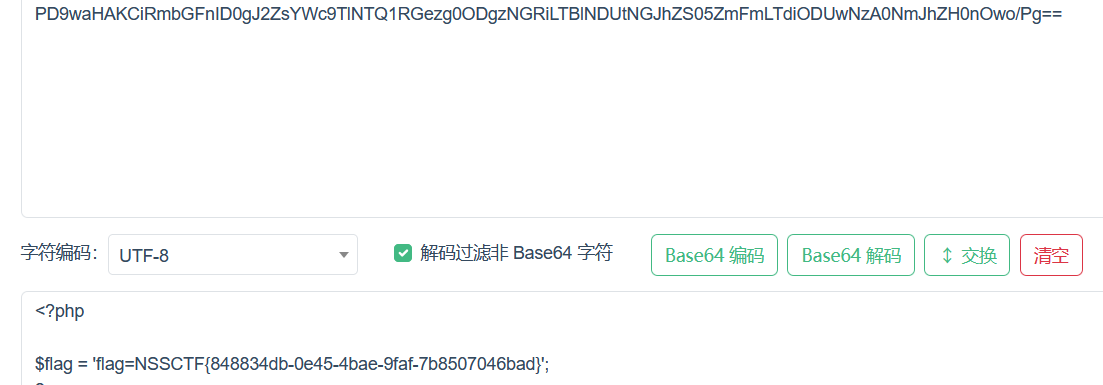 PD9waHAKCiRmbGFnID0gJ2ZsYWc9TlNTQ1RGezg0ODgzNGRiLTBlNDUtNGJhZS05ZmFmLTdiODUwNzA0NmJhZH0nOwo/Pg==
字符编码: UTF-8 解码过滤非 Base64 字符 Base64 编码 Base64 解码 ↕ 交换 清空
<?php
$flag = 'flag=NSSCTF{848834db-0e45-4bae-9faf-7b8507046bad}';